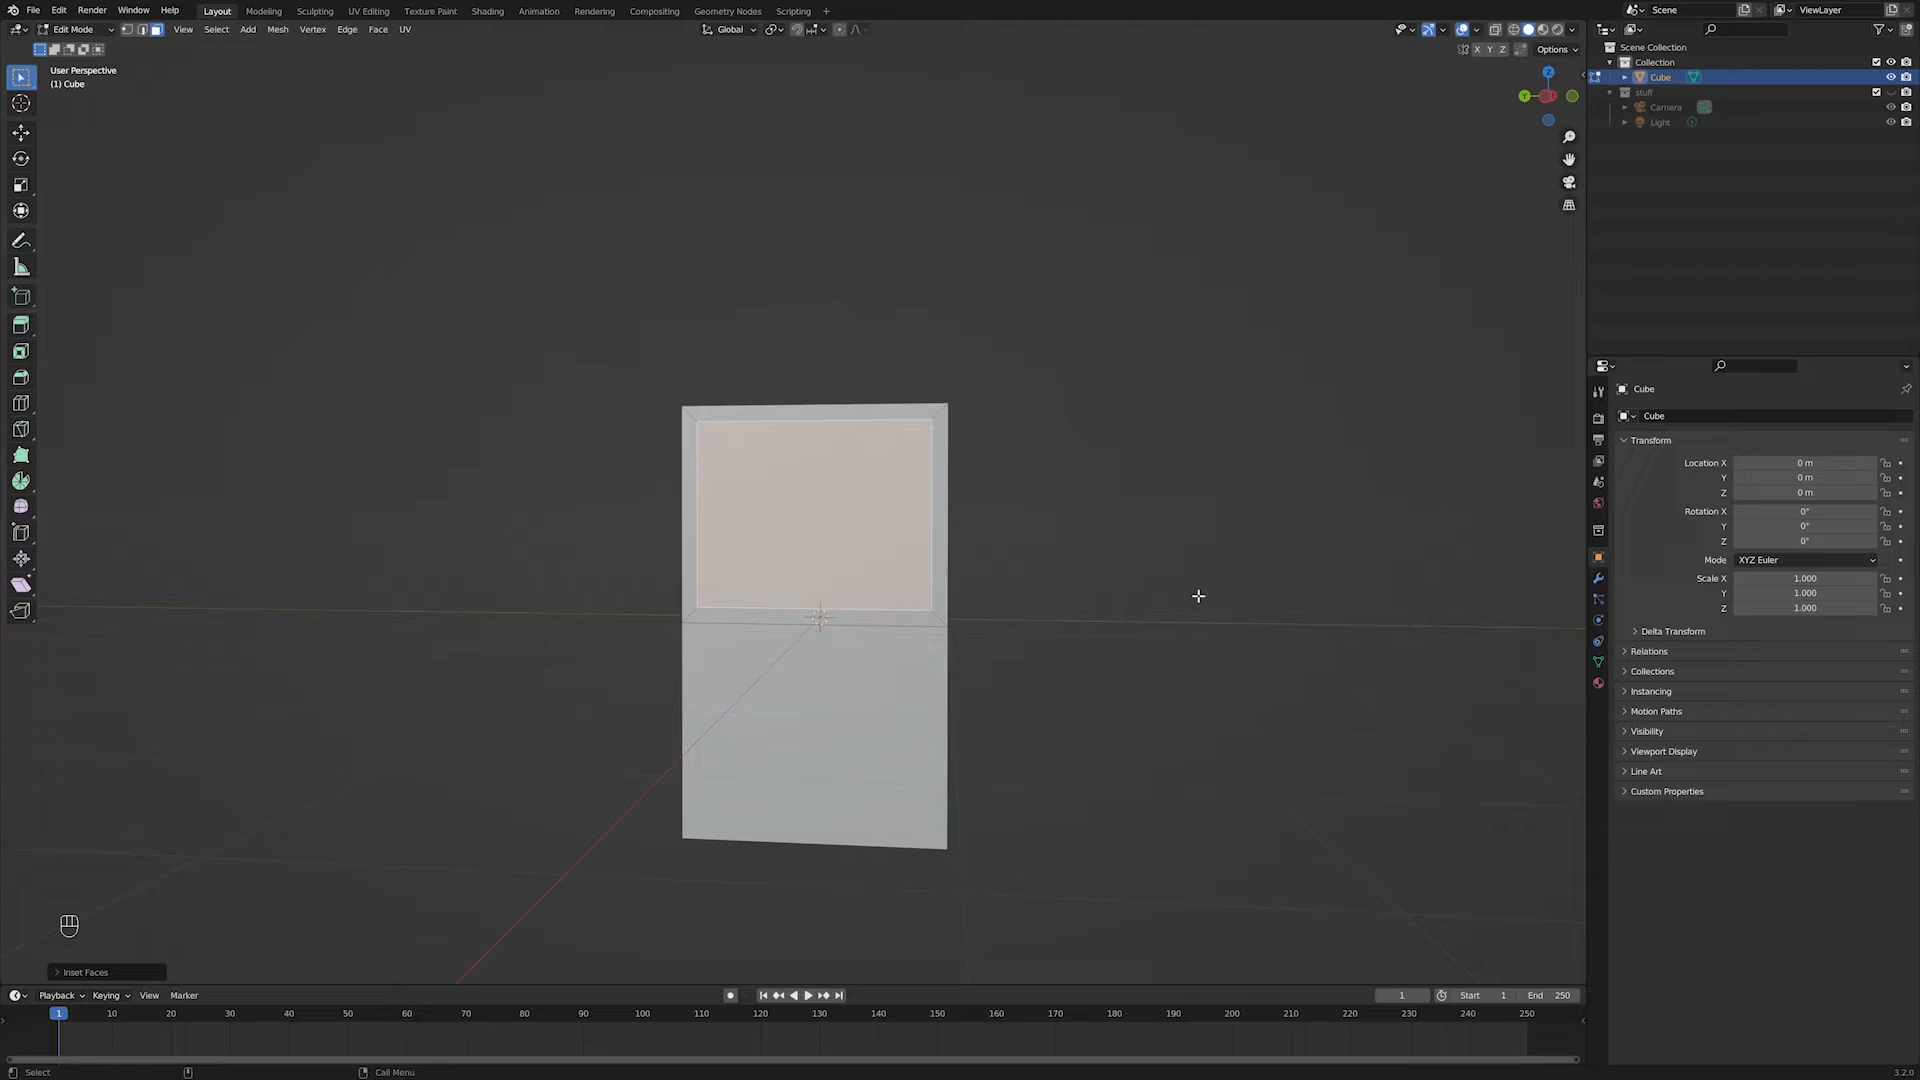 File Edit Render Window Help Layout Modeling Sculpting UV Editing Texture Paint Shading Animation Rendering Compositing Geometry Nodes Scripting + Scene ViewLayer
Edit Mode View Select Add Mesh Vertex Edge Face UV Global
X Y Z Options
User Perspective
(1) Cube
Z
Y
Scene Collection
Collection
Cube
stuff
Camera
Light
Cube
Cube
Transform
Location X 0 m
Y 0 m
Z 0 m
Rotation X 0°
Y 0°
Z 0°
Mode XYZ Euler
Scale X 1.000
Y 1.000
Z 1.000
Delta Transform
Relations
Collections
Instancing
Motion Paths
Visibility
Viewport Display
Line Art
Custom Properties
Inset Faces
Playback Keying View Marker 1 Start 1 End 250
1 10 20 30 40 50 60 70 80 90 100 110 120 130 140 150 160 170 180 190 200 210 220 230 240 250
Select Call Menu 3.2.0